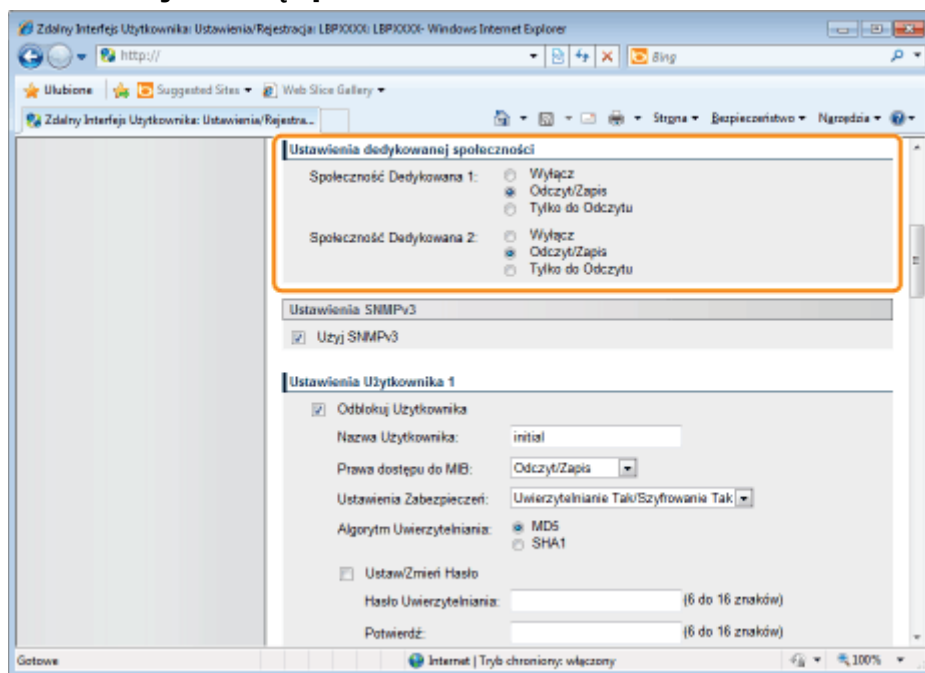 Zdalny Interfejs Użytkownika: Ustawienia/Rejestracja: LBPXXXX: LBPXXXX- Windows Internet Explorer
http://
Bing
Ulubione Suggested Sites Web Slice Gallery
Zdalny Interfejs Użytkownika: Ustawienia/Rejestra... Strona Bezpieczeństwo Narzędzia
Ustawienia dedykowanej społeczności
Społeczność Dedykowana 1: Wyłącz
Odczyt/Zapis
Tylko do Odczytu
Społeczność Dedykowana 2: Wyłącz
Odczyt/Zapis
Tylko do Odczytu
Ustawienia SNMPv3
Użyj SNMPv3
Ustawienia Użytkownika 1
Odblokuj Użytkownika
Nazwa Użytkownika: initial
Prawa dostępu do MIB: Odczyt/Zapis
Ustawienia Zabezpieczeń: Uwierzytelnianie Tak/Szyfrowanie Tak
Algorytm Uwierzytelniania: MD5
SHA1
Ustaw/Zmień Hasło
Hasło Uwierzytelniania: (6 do 16 znaków)
Potwierdź: (6 do 16 znaków)
Gotowe Internet | Tryb chroniony: włączony 100%